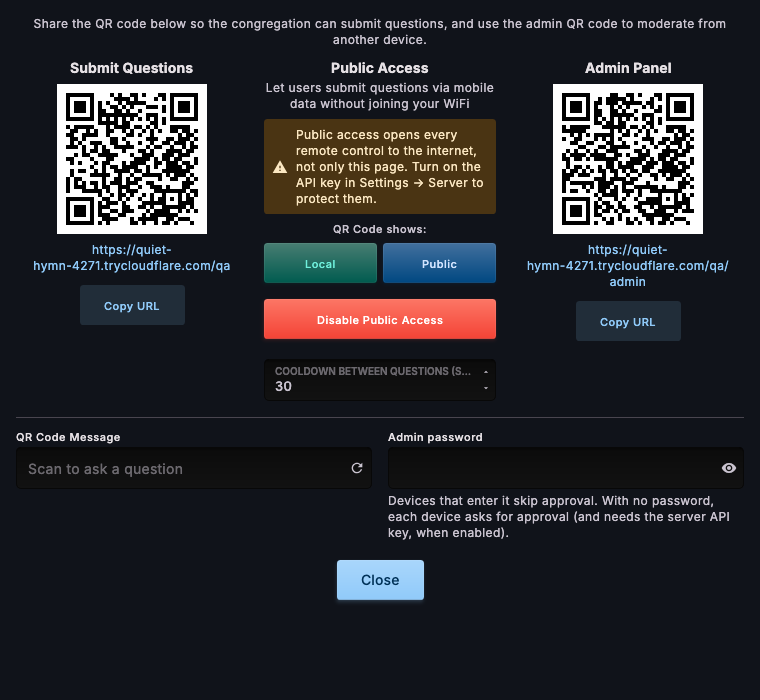 Share the QR code below so the congregation can submit questions, and use the admin QR code to moderate from
another device.
Submit Questions
https://quiet-
hymn-4271.trycloudflare.com/qa
Copy URL
Public Access
Let users submit questions via mobile
data without joining your WiFi
Public access opens every
remote control to the internet,
not only this page. Turn on the
API key in Settings → Server to
protect them.
QR Code shows:
Local
Public
Disable Public Access
COOLDOWN BETWEEN QUESTIONS (S...
30
Admin Panel
https://quiet-
hymn-4271.trycloudflare.com/qa/
admin
Copy URL
QR Code Message
Scan to ask a question
Admin password
Devices that enter it skip approval. With no password,
each device asks for approval (and needs the server API
key, when enabled).
Close